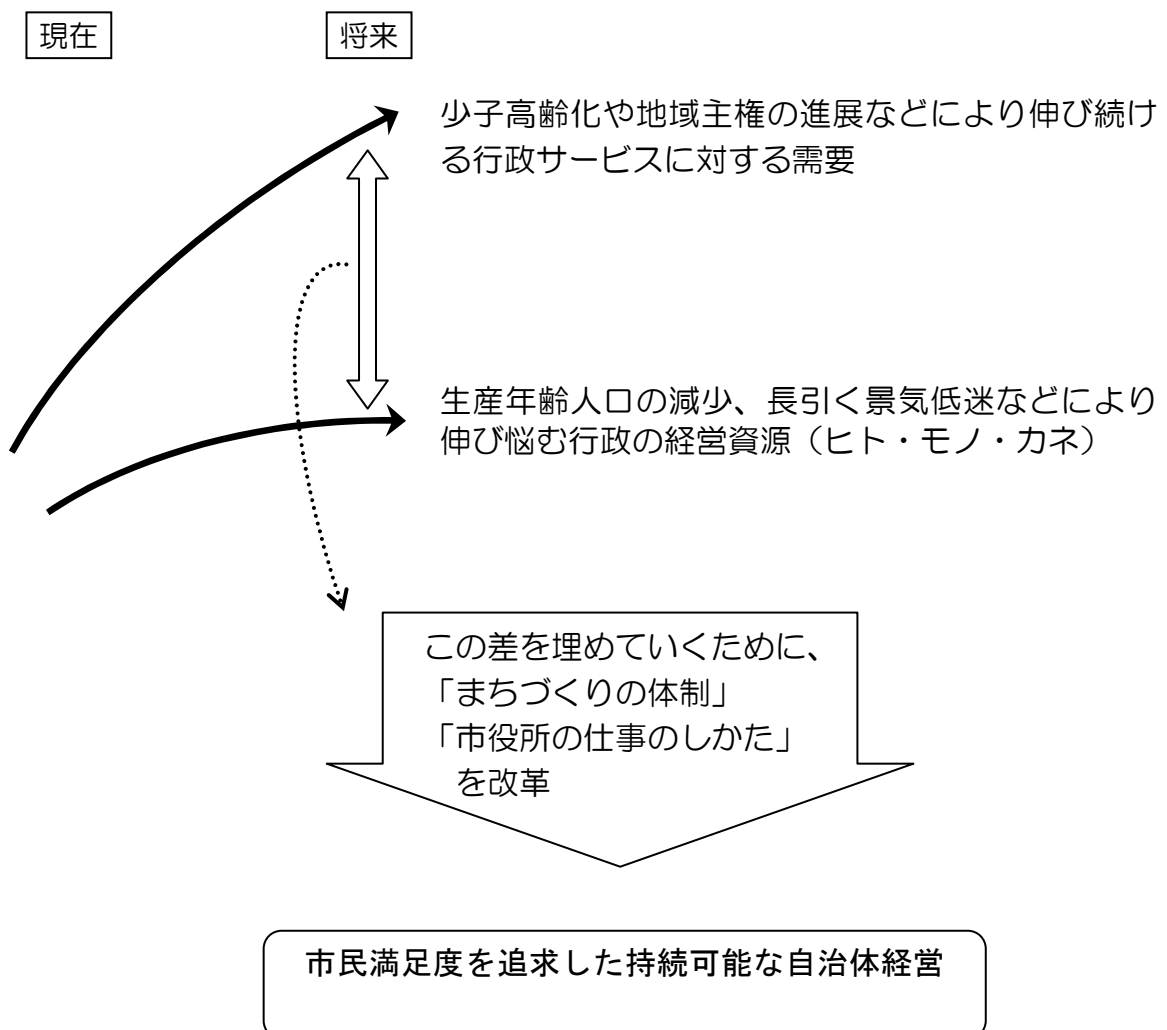 現在
将来
少子高齢化や地域主権の進展などにより伸び続け
る行政サービスに対する需要
生産年齢人口の減少、長引く景気低迷などにより
伸び悩む行政の経営資源（ヒト・モノ・カネ）
この差を埋めていくために、
「まちづくりの体制」
「市役所の仕事のしかた」
を改革
市民満足度を追求した持続可能な自治体経営